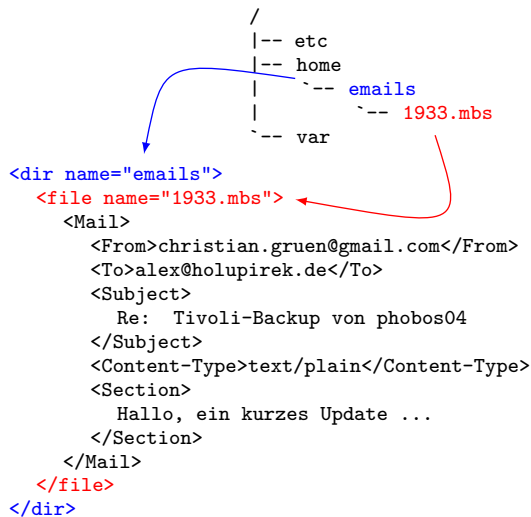 /
|-- etc
|-- home
|   `-- emails
|       `-- 1933.mbs
`-- var
<dir name="emails">
<file name="1933.mbs">
<Mail>
<From>christian.gruen@gmail.com</From>
<To>alex@holupirek.de</To>
<Subject>
Re: Tivoli-Backup von phobos04
</Subject>
<Content-Type>text/plain</Content-Type>
<Section>
Hallo, ein kurzes Update ...
</Section>
</Mail>
</file>
</dir>